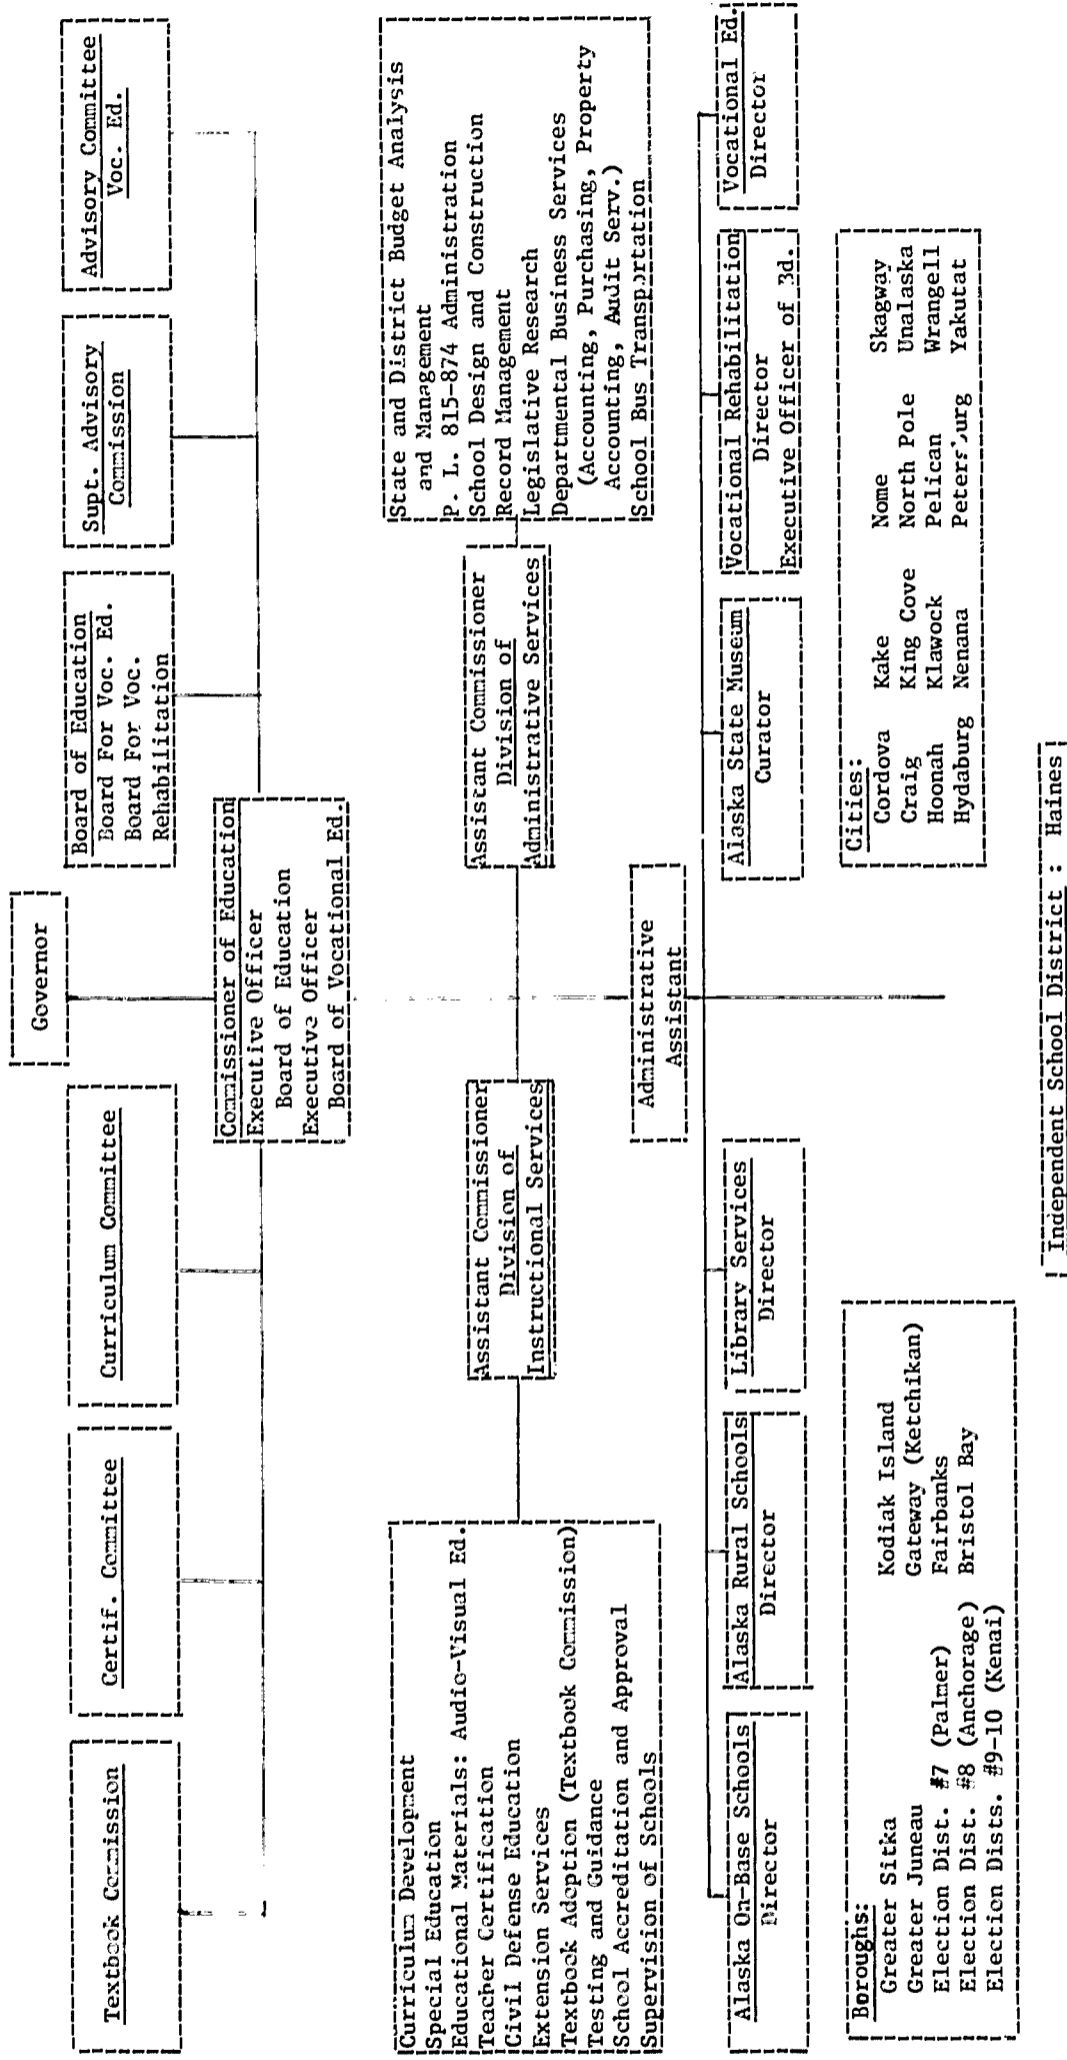 Governor
Textbook Commission
Certif. Committee
Curriculum Committee
Board of Education
Board For Voc. Ed.
Board For Voc.
Rehabilitation
Supt. Advisory
Commission
Advisory Committee
Voc. Ed.
Commissioner of Education
Executive Officer
Board of Education
Executive Officer
Board of Vocational Ed.
Curriculum Development
Special Education
Educational Materials: Audio-Visual Ed.
Teacher Certification
Civil Defense Education
Extension Services
Textbook Adoption (Textbook Commission)
Testing and Guidance
School Accreditation and Approval
Supervision of Schools
Assistant Commissioner
Division of
Instructional Services
Assistant Commissioner
Division of
Administrative Services
State and District Budget Analysis
and Management
P. L. 815-874 Administration
School Design and Construction
Record Management
Legislative Research
Departmental Business Services
(Accounting, Purchasing, Property
Accounting, Audit Serv.)
School Bus Transportation
Administrative
Assistant
Alaska On-Base Schools
Director
Alaska Rural Schools
Director
Library Services
Director
Alaska State Museum
Curator
Vocational Rehabilitation
Director
Executive Officer of Bd.
Vocational Ed.
Director
Boroughs:
Greater Sitka Kodiak Island
Greater Juneau Gateway (Ketchikan)
Election Dist. #7 (Palmer) Fairbanks
Election Dist. #8 (Anchorage) Bristol Bay
Election Dists. #9-10 (Kenai)
Cities:
Cordova Kake Nome Skagway
Craig King Cove North Pole Unalaska
Hoonah Klawock Pelican Wrangell
Hydaburg Nenana Petersburg Yakutat
Independent School District : Haines